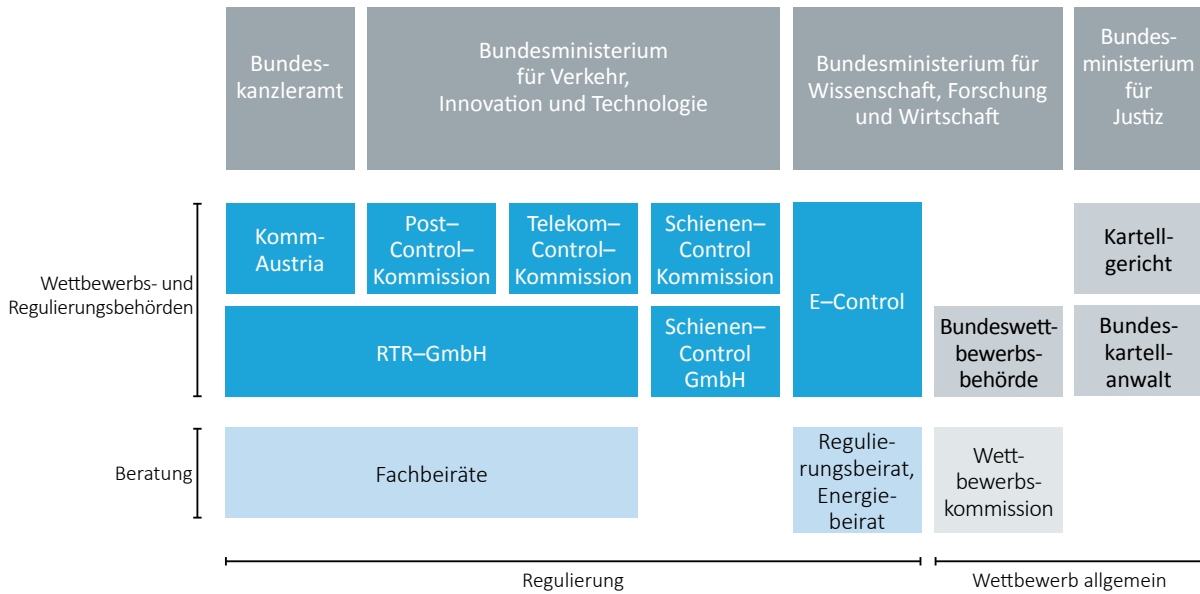 Bundes-
kanzleramt
Bundesministerium
für Verkehr,
Innovation und Technologie
Bundesministerium für
Wissenschaft, Forschung
und Wirtschaft
Bundes-
ministerium
für
Justiz
Wettbewerbs- und
Regulierungsbehörden
Komm-
Austria
Post–
Control–
Kommission
Telekom–
Control–
Kommission
Schienen–
Control
Kommission
E–Control
Kartell-
gericht
RTR–GmbH
Schienen–
Control
GmbH
Bundeswett-
bewerbs-
behörde
Bundes-
kartell-
anwalt
Beratung
Fachbeiräte
Regulie-
rungsbeirat,
Energie-
beirat
Wett-
bewerbs-
kommission
Regulierung
Wettbewerb allgemein